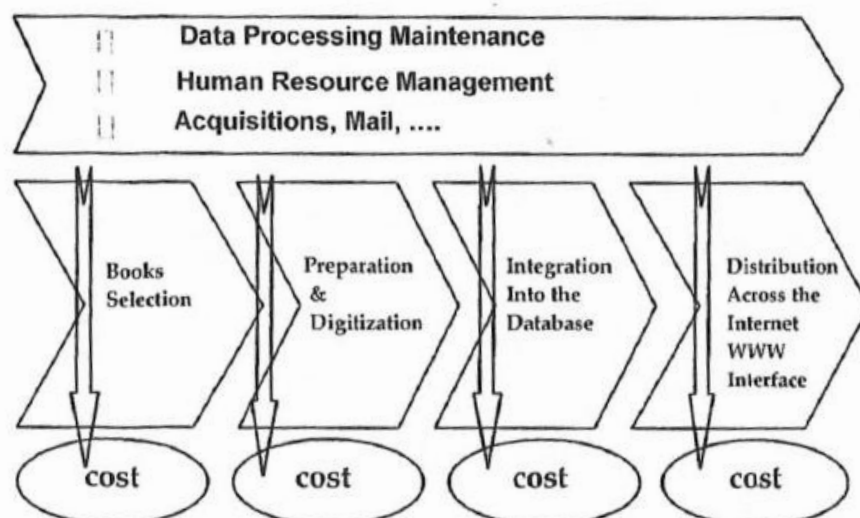 Data Processing Maintenance
Human Resource Management
Acquisitions, Mail, ....
Books
Selection
Preparation
&
Digitization
Integration
Into the
Database
Distribution
Across the
Internet
WWW
Interface
cost
cost
cost
cost